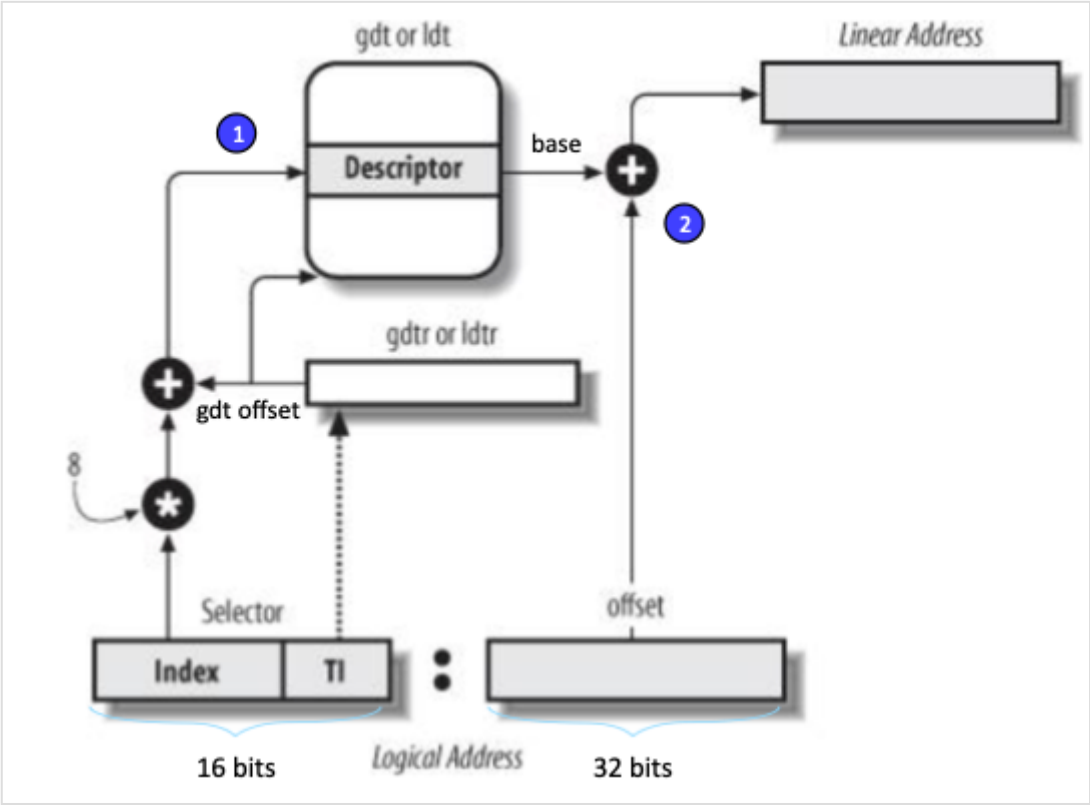 gdt or ldt
Linear Address
1
base
Descriptor
+
2
gdtr or ldtr
+
gdt offset
8
*
Selector
offset
Index
TI
:
16 bits
Logical Address
32 bits